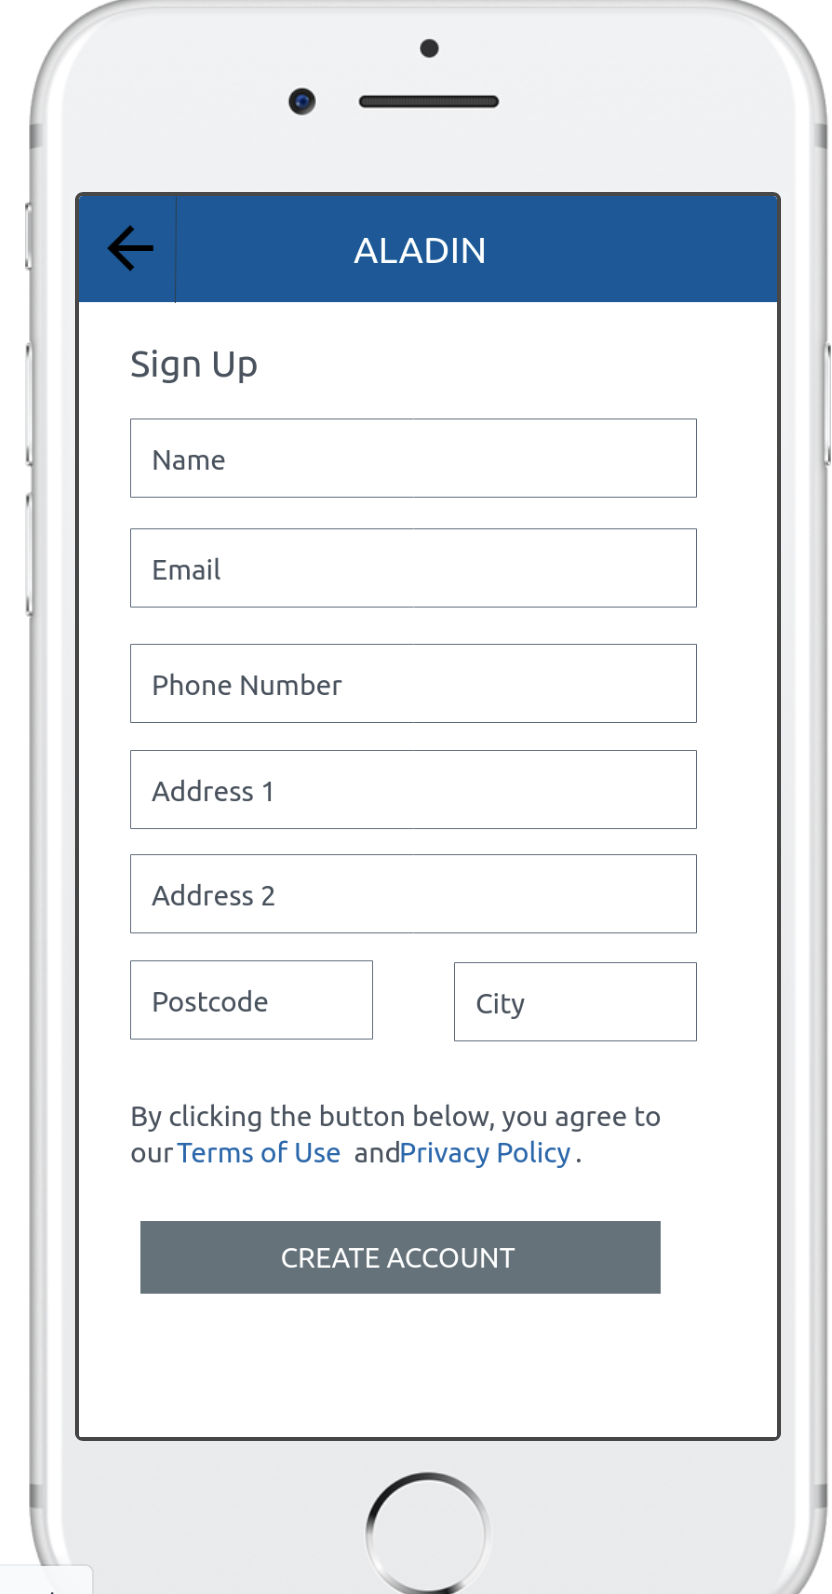 ALADIN
Sign Up
Name
Email
Phone Number
Address 1
Address 2
Postcode
City
By clicking the button below, you agree to
our Terms of Use andPrivacy Policy .
CREATE ACCOUNT